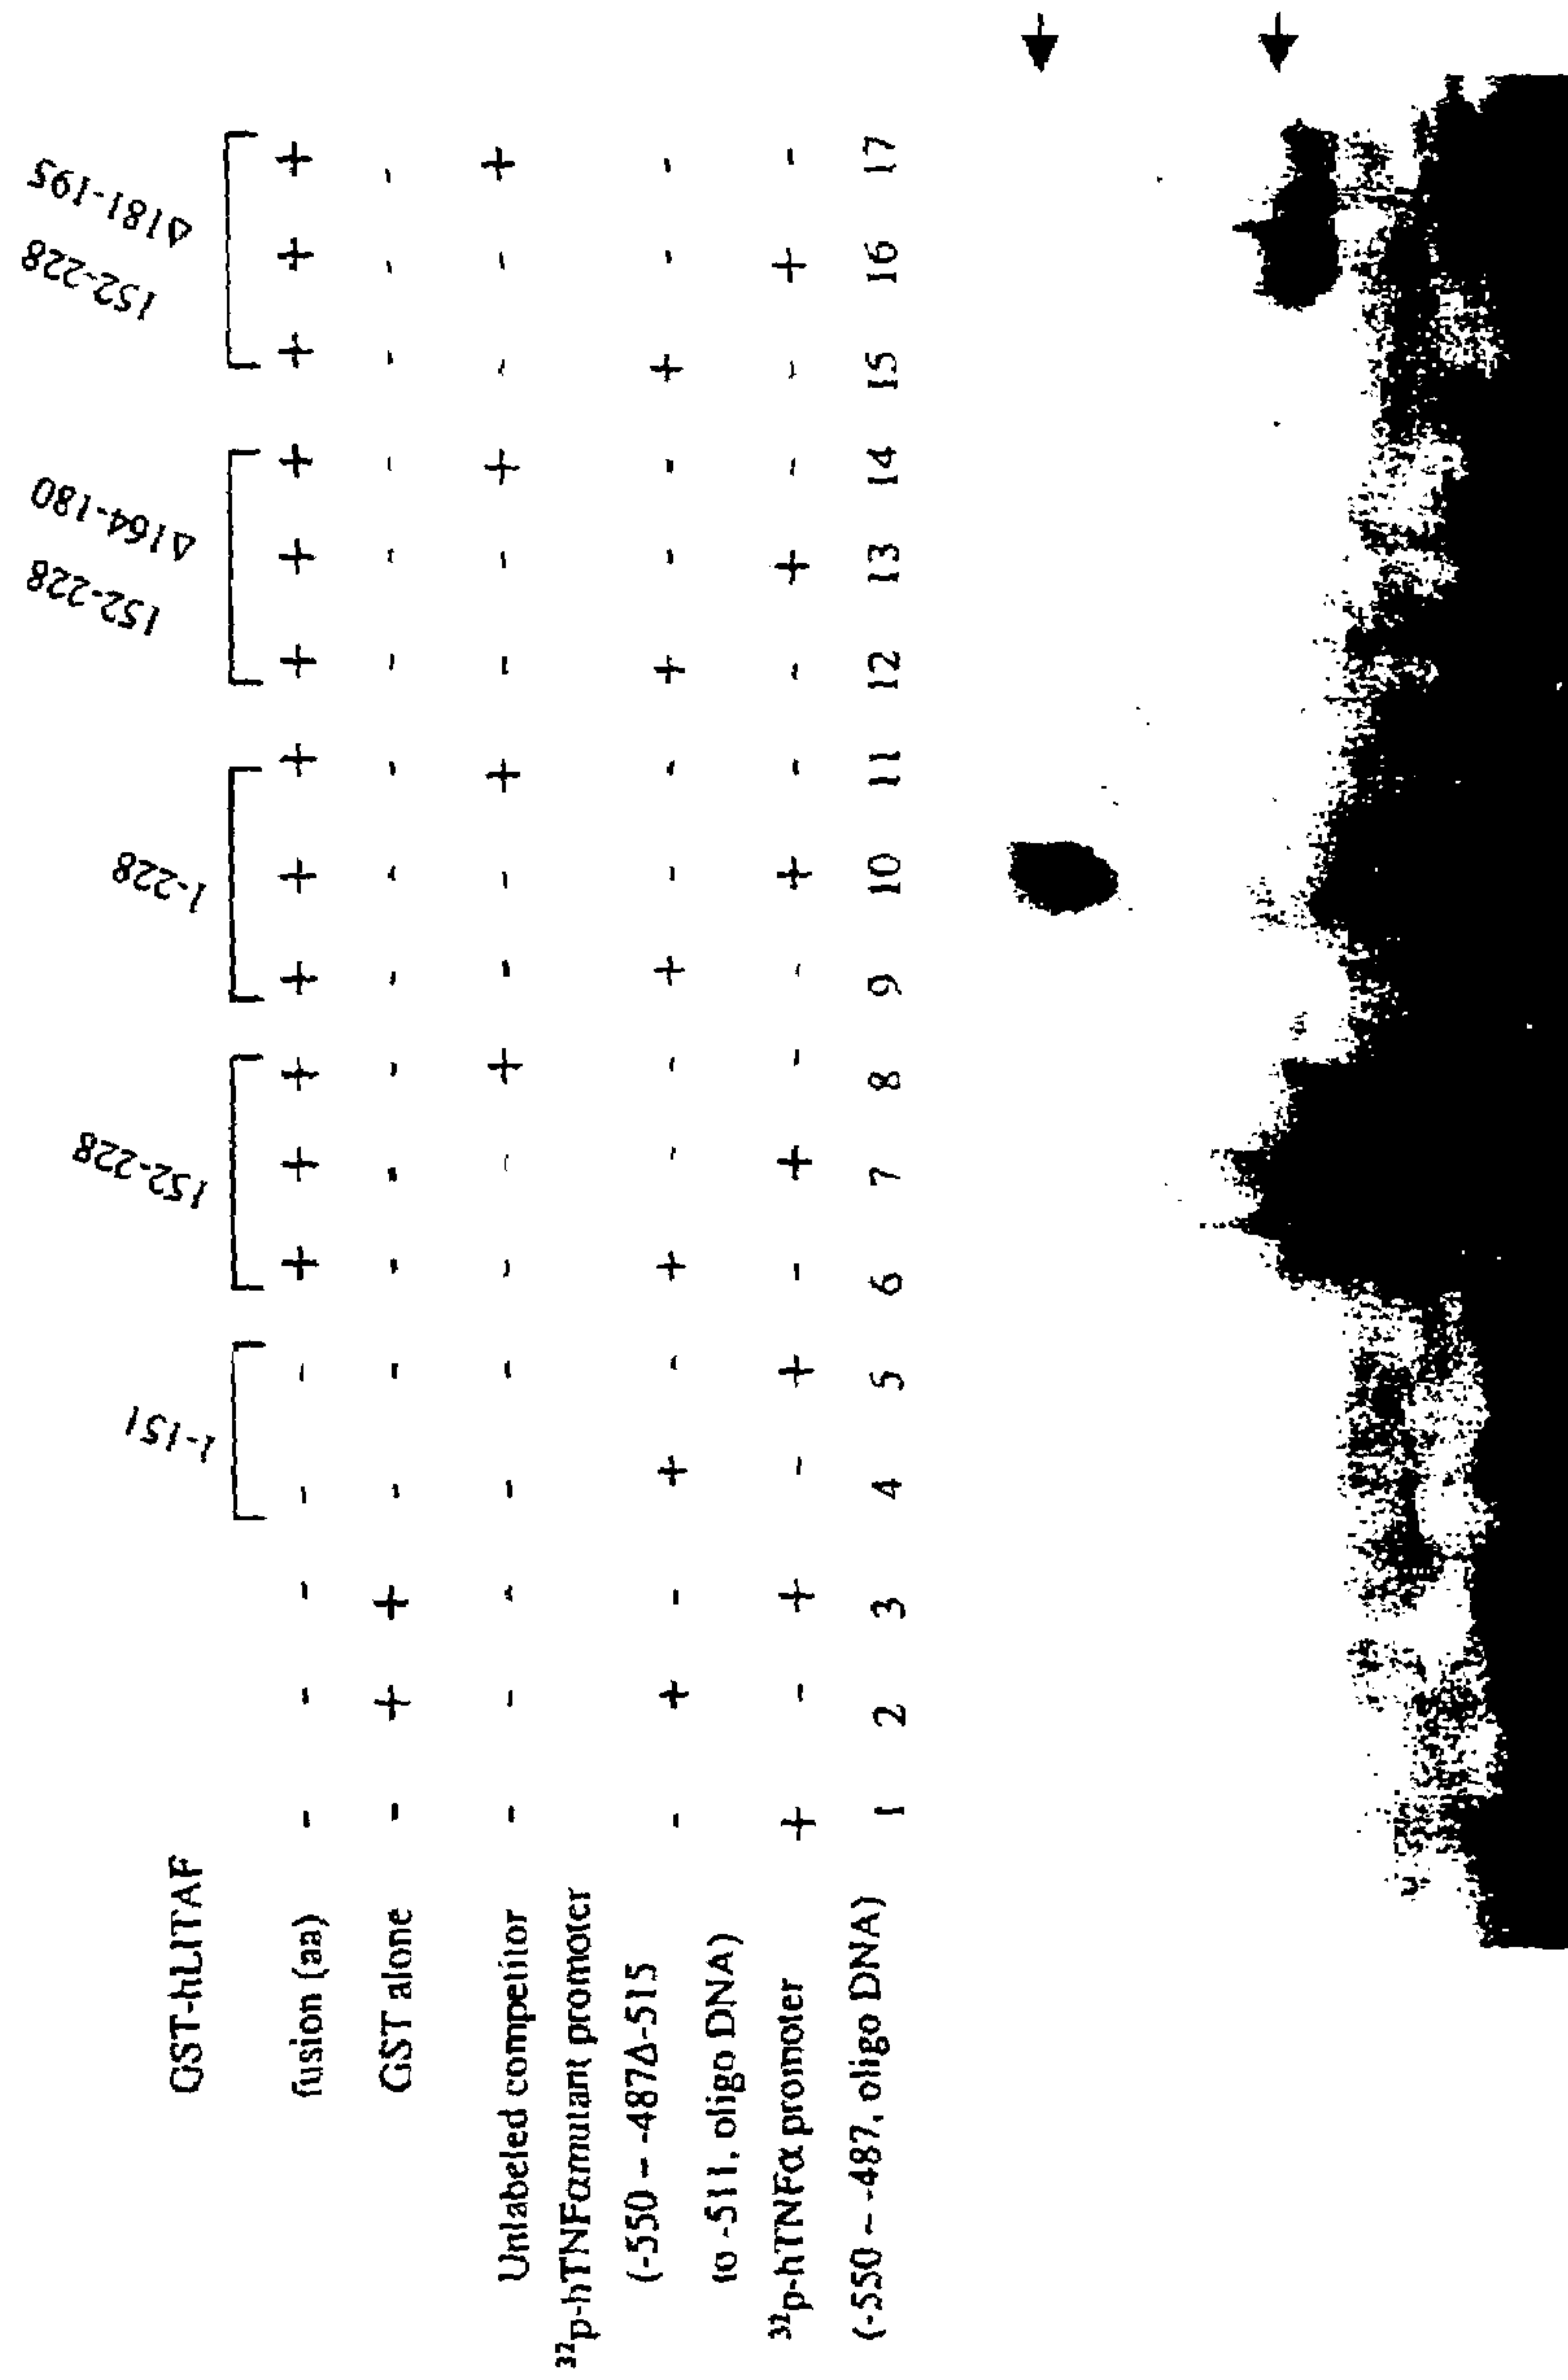 1-151 152-228 1-228 152-228 Δ164-180 152-228 Δ181-195
GST-hLITAF
fusion (aa) - - - - - + + + + + + + + + + + +
GST alone - + + - - - - - - - - - - - - - -
Unlabeled competitor - - - - - - - + - - + - - + - - +
32p-hTNFαmutant promoter
(-550 ~ -487Δ-515 - + - + - + - - + - - + - - + - -
to -511, oligo DNA)
32p-hTNFα promoter + - + - + - + - - + - - + - - + -
(-550 ~ -487, oligo DNA) 1 2 3 4 5 6 7 8 9 10 11 12 13 14 15 16 17